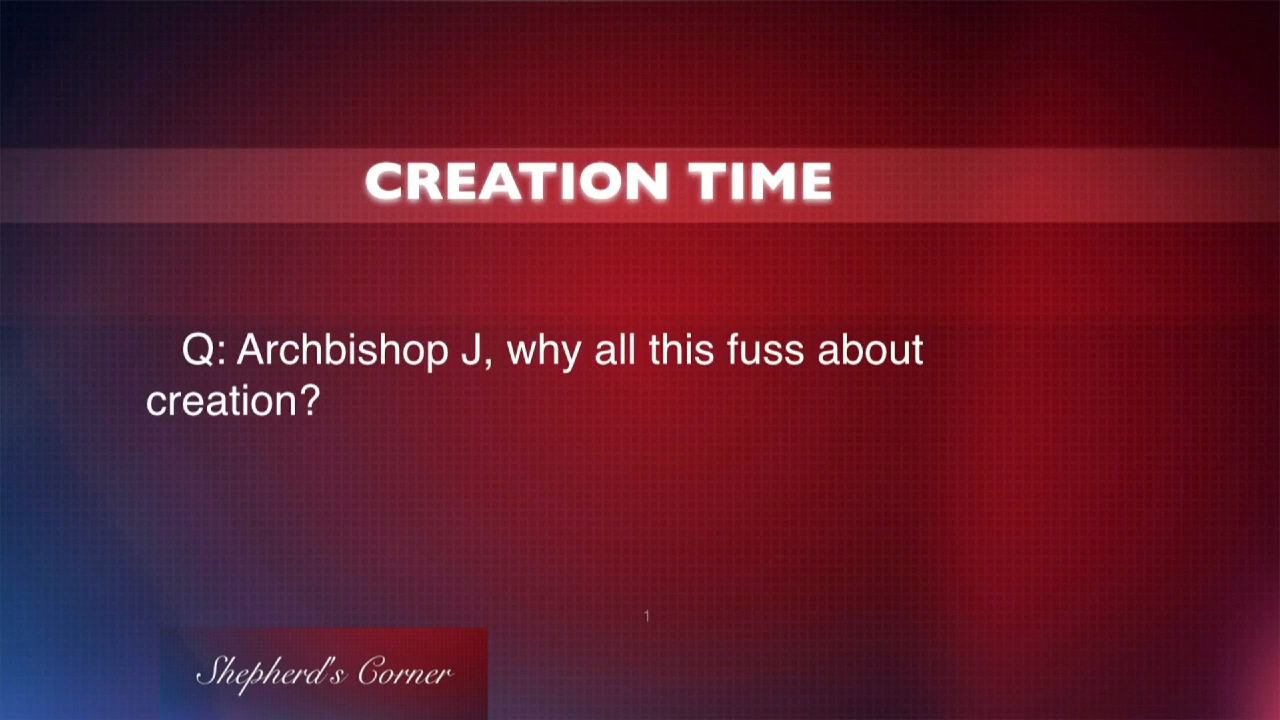 CREATION TIME
Q: Archbishop J, why all this fuss about
creation?
1
Shepherd's Corner